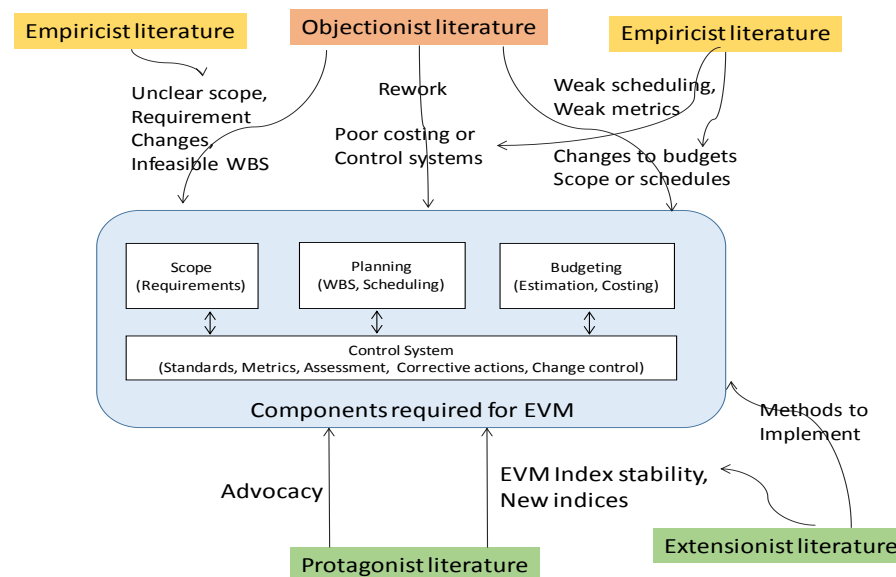 Empiricist literature
Objectionist literature
Empiricist literature
Unclear scope,
Requirement
Changes,
Infeasible WBS
Rework
Poor costing or
Control systems
Weak scheduling,
Weak metrics
Changes to budgets
Scope or schedules
Scope
(Requirements)
Planning
(WBS, Scheduling)
Budgeting
(Estimation, Costing)
Control System
(Standards, Metrics, Assessment, Corrective actions, Change control)
Components required for EVM
Methods to
Implement
Advocacy
EVM Index stability,
New indices
Protagonist literature
Extensionist literature